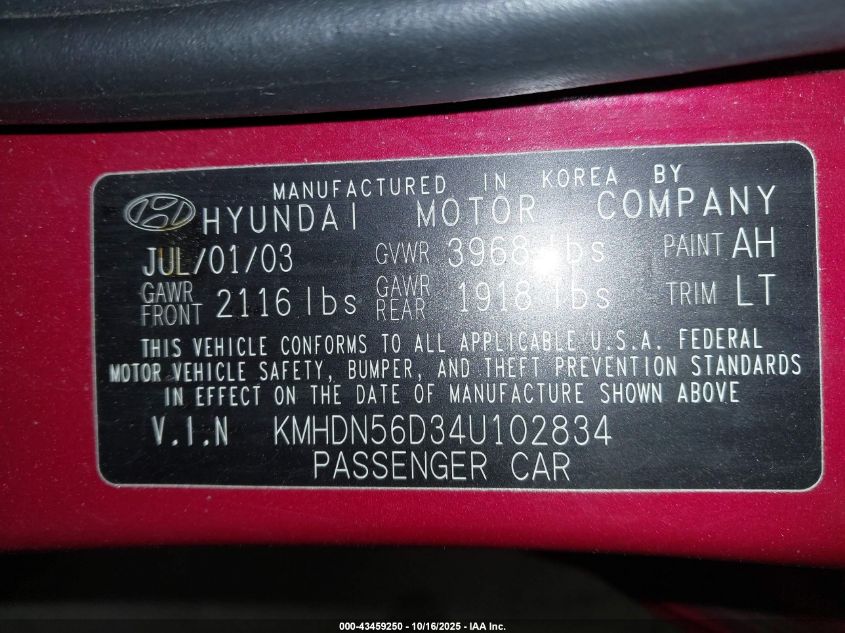 MANUFACTURED IN KOREA BY
HYUNDAI MOTOR COMPANY
JUL/01/03 GVWR 3968 lbs PAINT AH
GAWR FRONT 2116 lbs GAWR REAR 1918 lbs TRIM LT
THIS VEHICLE CONFORMS TO ALL APPLICABLE U.S.A. FEDERAL
MOTOR VEHICLE SAFETY, BUMPER, AND THEFT PREVENTION STANDARDS
IN EFFECT ON THE DATE OF MANUFACTURE SHOWN ABOVE
V.I.N KMHDN56D34U102834
PASSENGER CAR
000-43459250 - 10/16/2025 - IAA Inc.